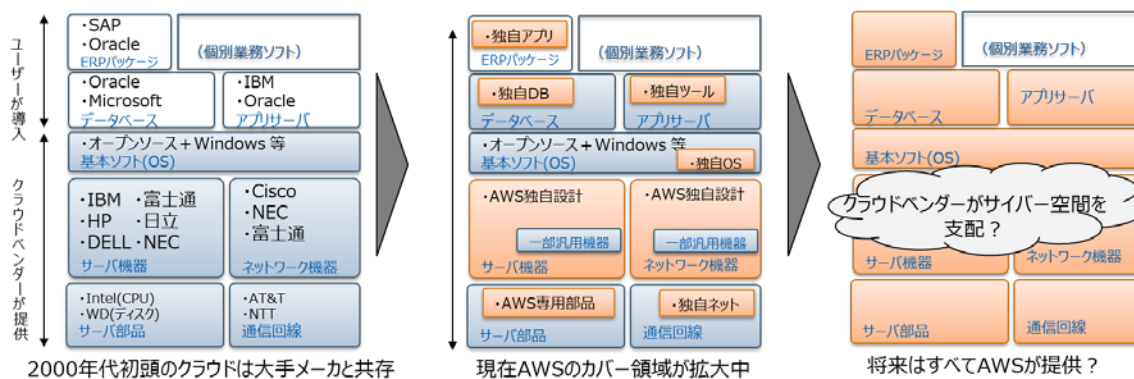 ユーザーが導入
クラウドベンダーが提供
・SAP
・Oracle
ERPパッケージ
(個別業務ソフト)
・Oracle
・Microsoft
データベース
・IBM
・Oracle
アプリサーバ
・オープンソース+Windows 等
基本ソフト(OS)
・IBM ・富士通
・HP ・日立
・DELL ・NEC
サーバ機器
・Cisco
・NEC
・富士通
ネットワーク機器
・Intel(CPU)
・WD(ディスク)
サーバ部品
・AT&T
・NTT
通信回線
2000年代初頭のクラウドは大手メーカと共存
・独自アプリ
ERPパッケージ
(個別業務ソフト)
・独自DB
データベース
・独自ツール
アプリサーバ
・オープンソース+Windows 等
基本ソフト(OS)
・独自OS
・AWS独自設計
一部汎用機器
サーバ機器
・AWS独自設計
一部汎用機器
ネットワーク機器
・AWS専用部品
サーバ部品
・独自ネット
通信回線
現在AWSのカバー領域が拡大中
ERPパッケージ
(個別業務ソフト)
データベース
アプリサーバ
基本ソフト(OS)
クラウドベンダーがサイバー空間を
支配?
サーバ機器
ネットワーク機器
サーバ部品
通信回線
将来はすべてAWSが提供?